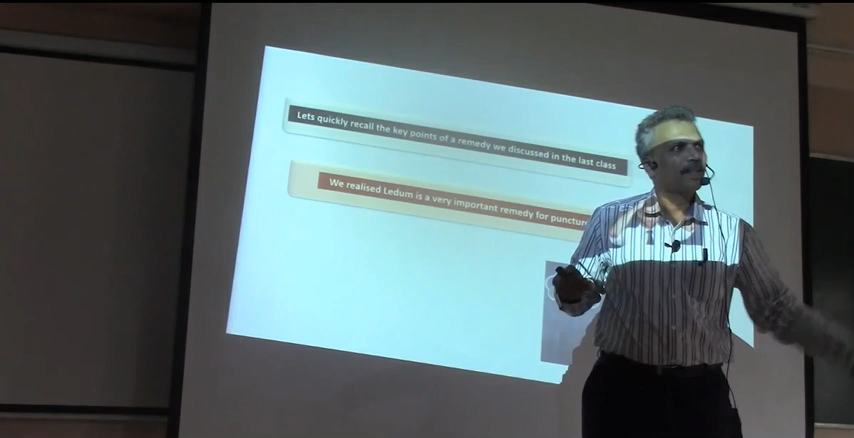 Lets quickly recall the key points of a remedy we discussed in the last class
We realised Ledum is a very important remedy for